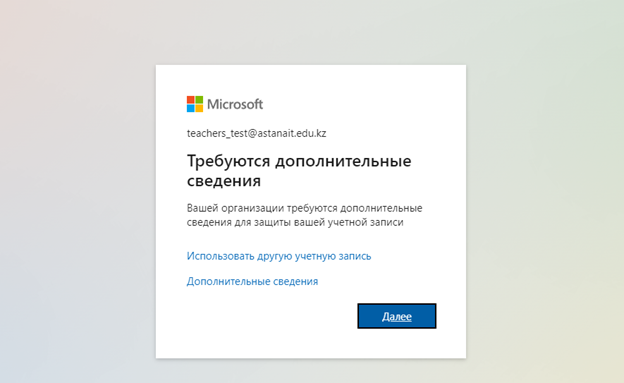 Microsoft
teachers_test@astanait.edu.kz
Требуются дополнительные
сведения
Вашей организации требуются дополнительные
сведения для защиты вашей учетной записи
Использовать другую учетную запись
Дополнительные сведения
Далее